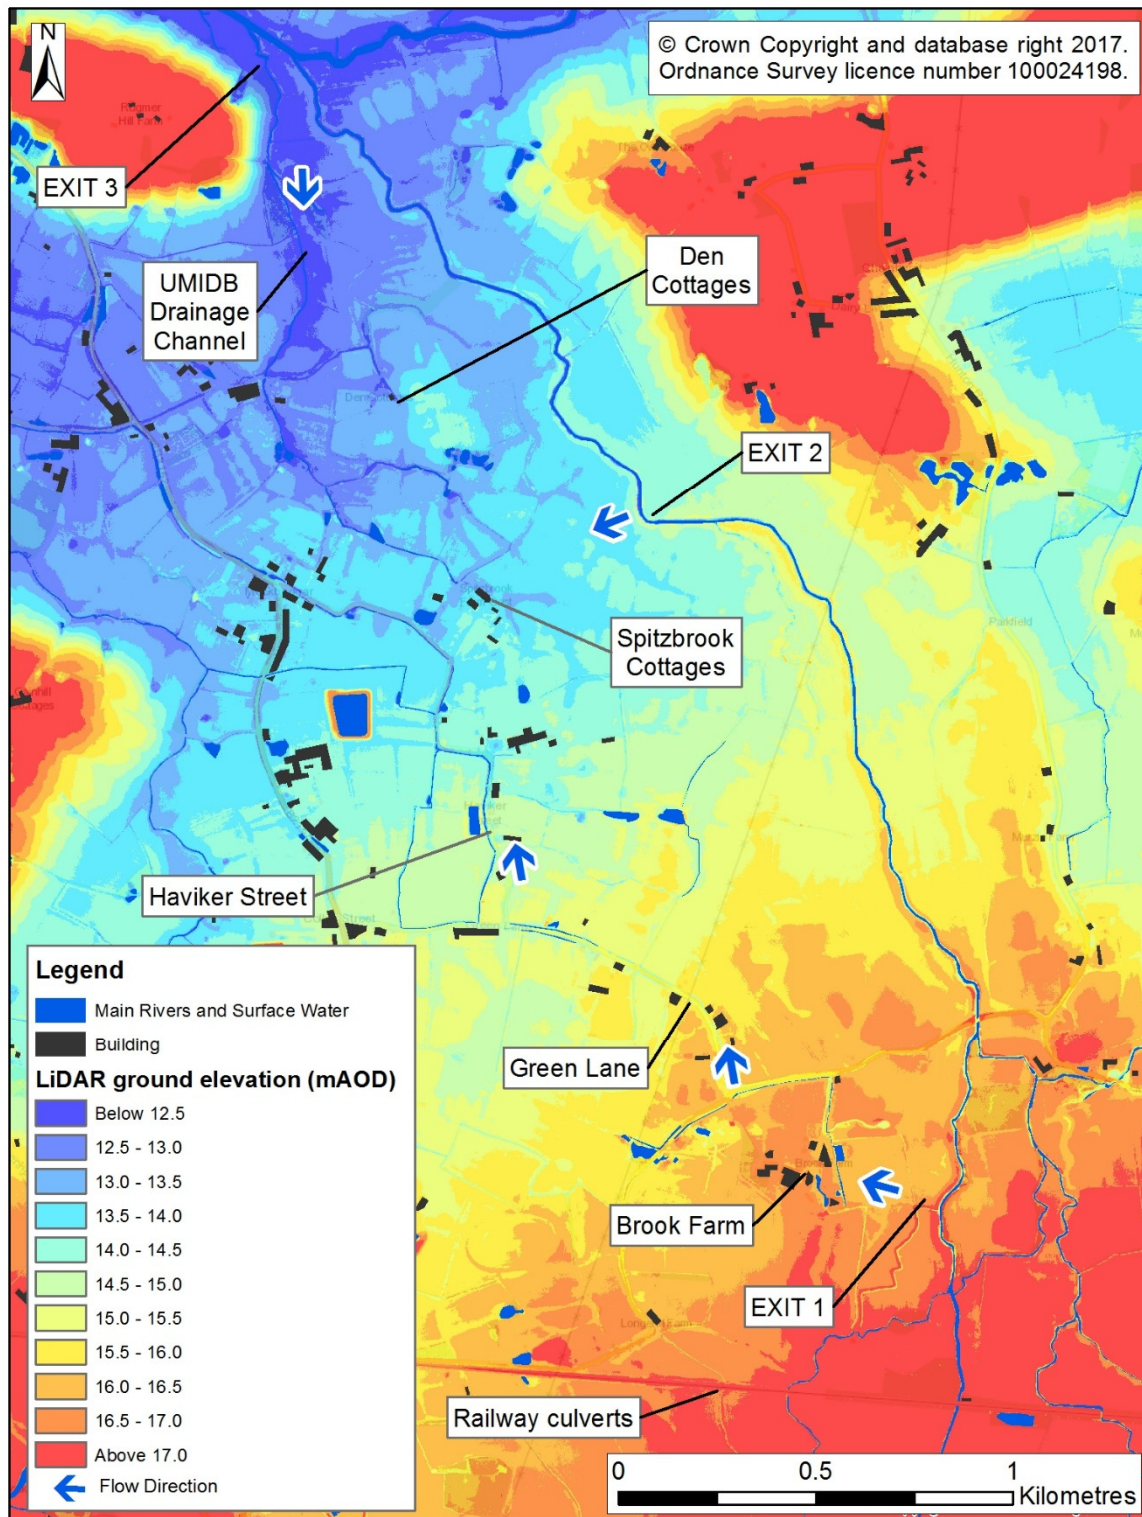 N
© Crown Copyright and database right 2017.
Ordnance Survey licence number 100024198.
Hill Farm
EXIT 3
UMIDB
Drainage
Channel
Den
Cottages
EXIT 2
Spitzbrook
Cottages
Parkfield
Haviker Street
Street
Green Lane
Brook Farm
EXIT 1
Railway culverts
Legend
Main Rivers and Surface Water
Building
LiDAR ground elevation (mAOD)
Below 12.5
12.5 - 13.0
13.0 - 13.5
13.5 - 14.0
14.0 - 14.5
14.5 - 15.0
15.0 - 15.5
15.5 - 16.0
16.0 - 16.5
16.5 - 17.0
Above 17.0
Flow Direction
0 0.5 1
Kilometres